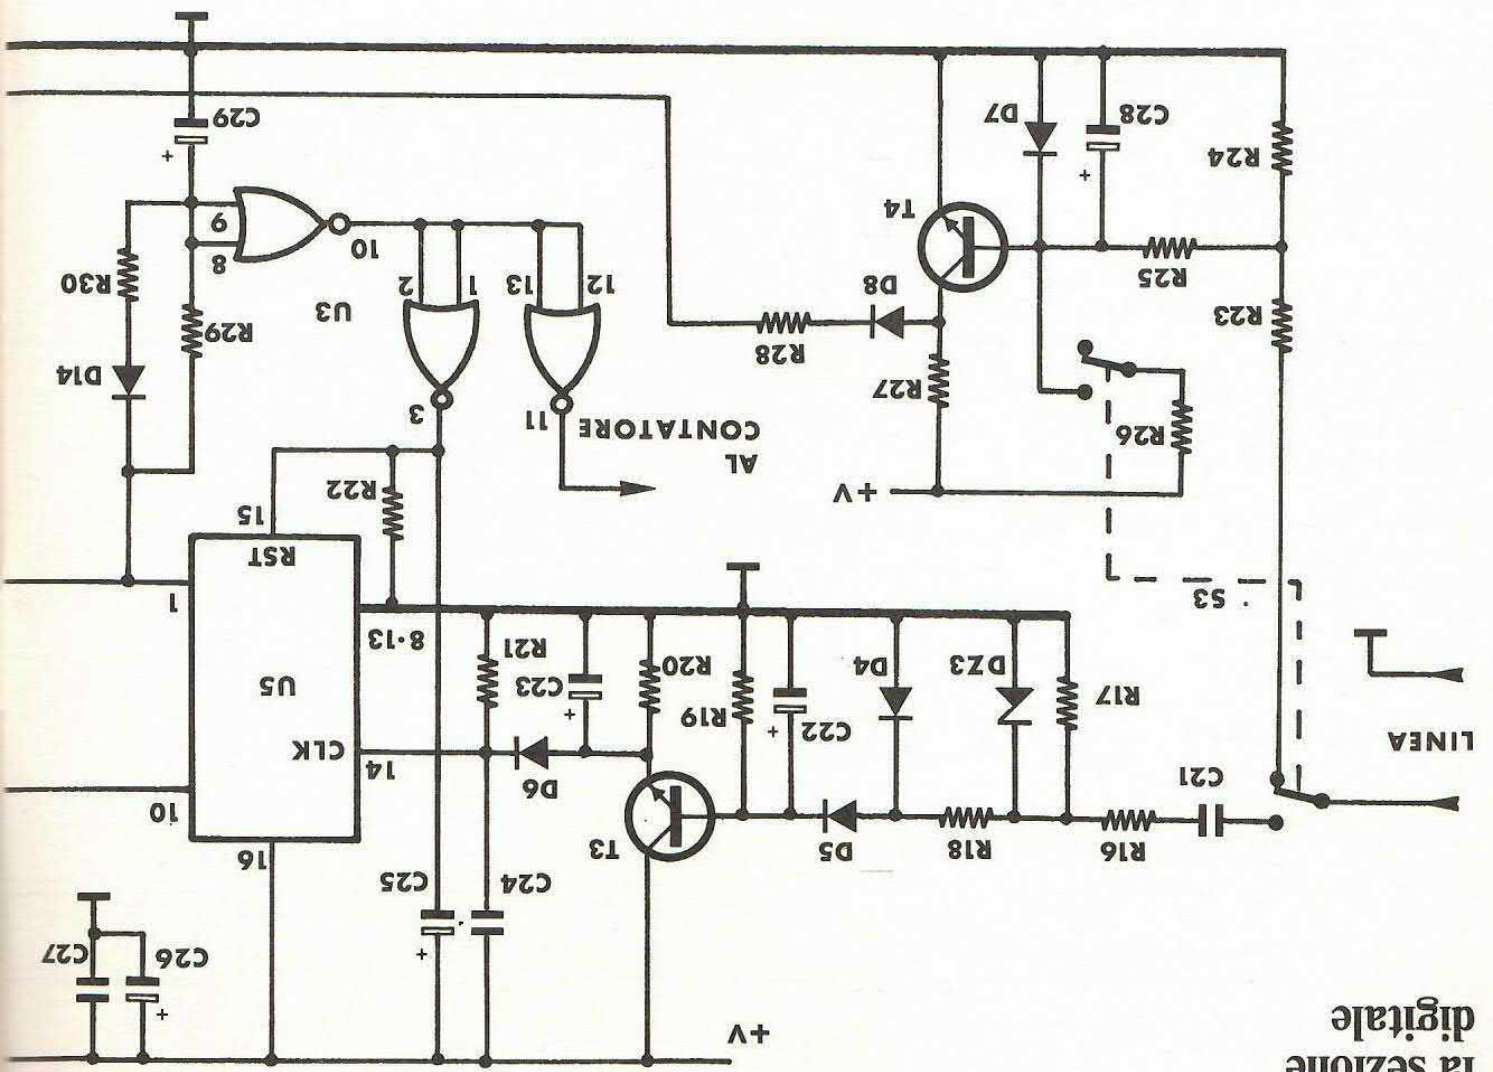 la sezione
digitale
+V
C26
C27
C24
C25
16
R16
R18
D5
T3
10
C21
D6
14
CLK
LINEA
C22
R19
R17
C23
U5
DZ3
D4
R20
R21
8·13
S3
1
RST
15
+V
R22
AL
CONTATORE
R26
11
3
R27
D14
R28
R29
R23
U3
D8
12
13
1
2
R30
R25
8
10
9
T4
R24
C28
D7
C29